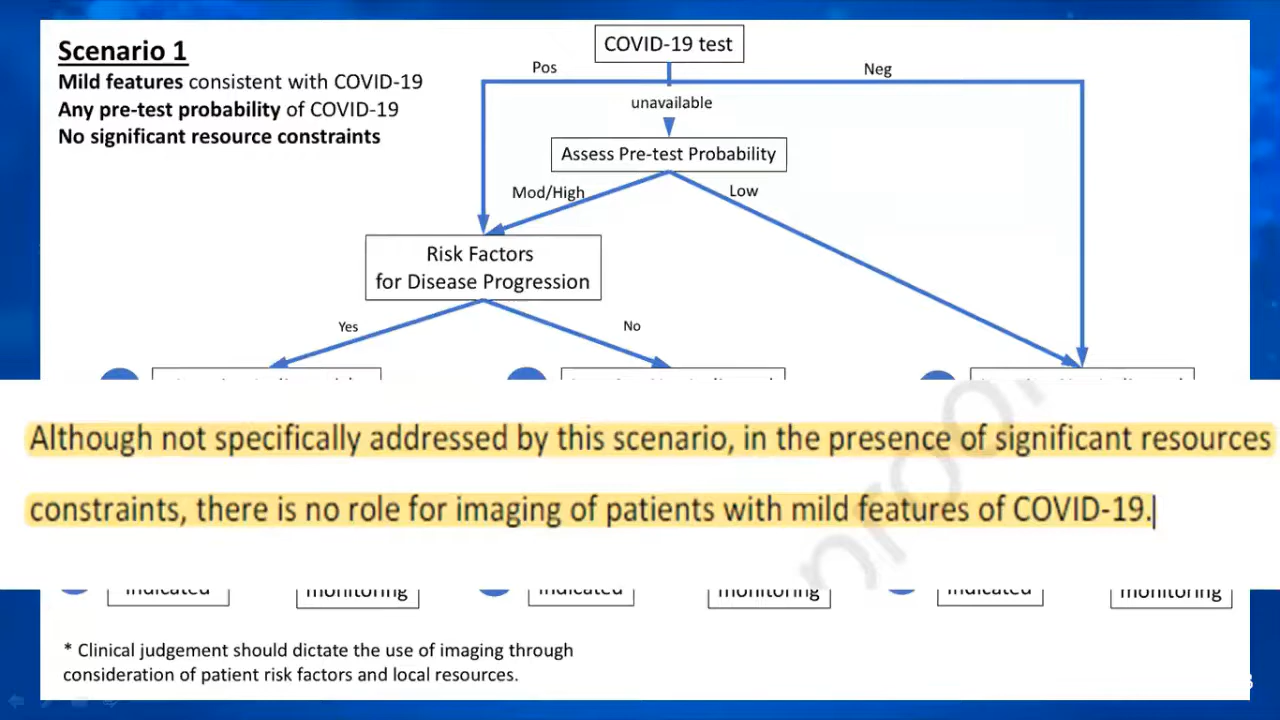 Scenario 1
Mild features consistent with COVID-19
Any pre-test probability of COVID-19
No significant resource constraints
COVID-19 test
Pos
Neg
unavailable
Assess Pre-test Probability
Mod/High
Low
Risk Factors
for Disease Progression
Yes
No
Although not specifically addressed by this scenario, in the presence of significant resources
constraints, there is no role for imaging of patients with mild features of COVID-19.
indicated
monitoring
indicated
monitoring
indicated
monitoring
* Clinical judgement should dictate the use of imaging through
consideration of patient risk factors and local resources.